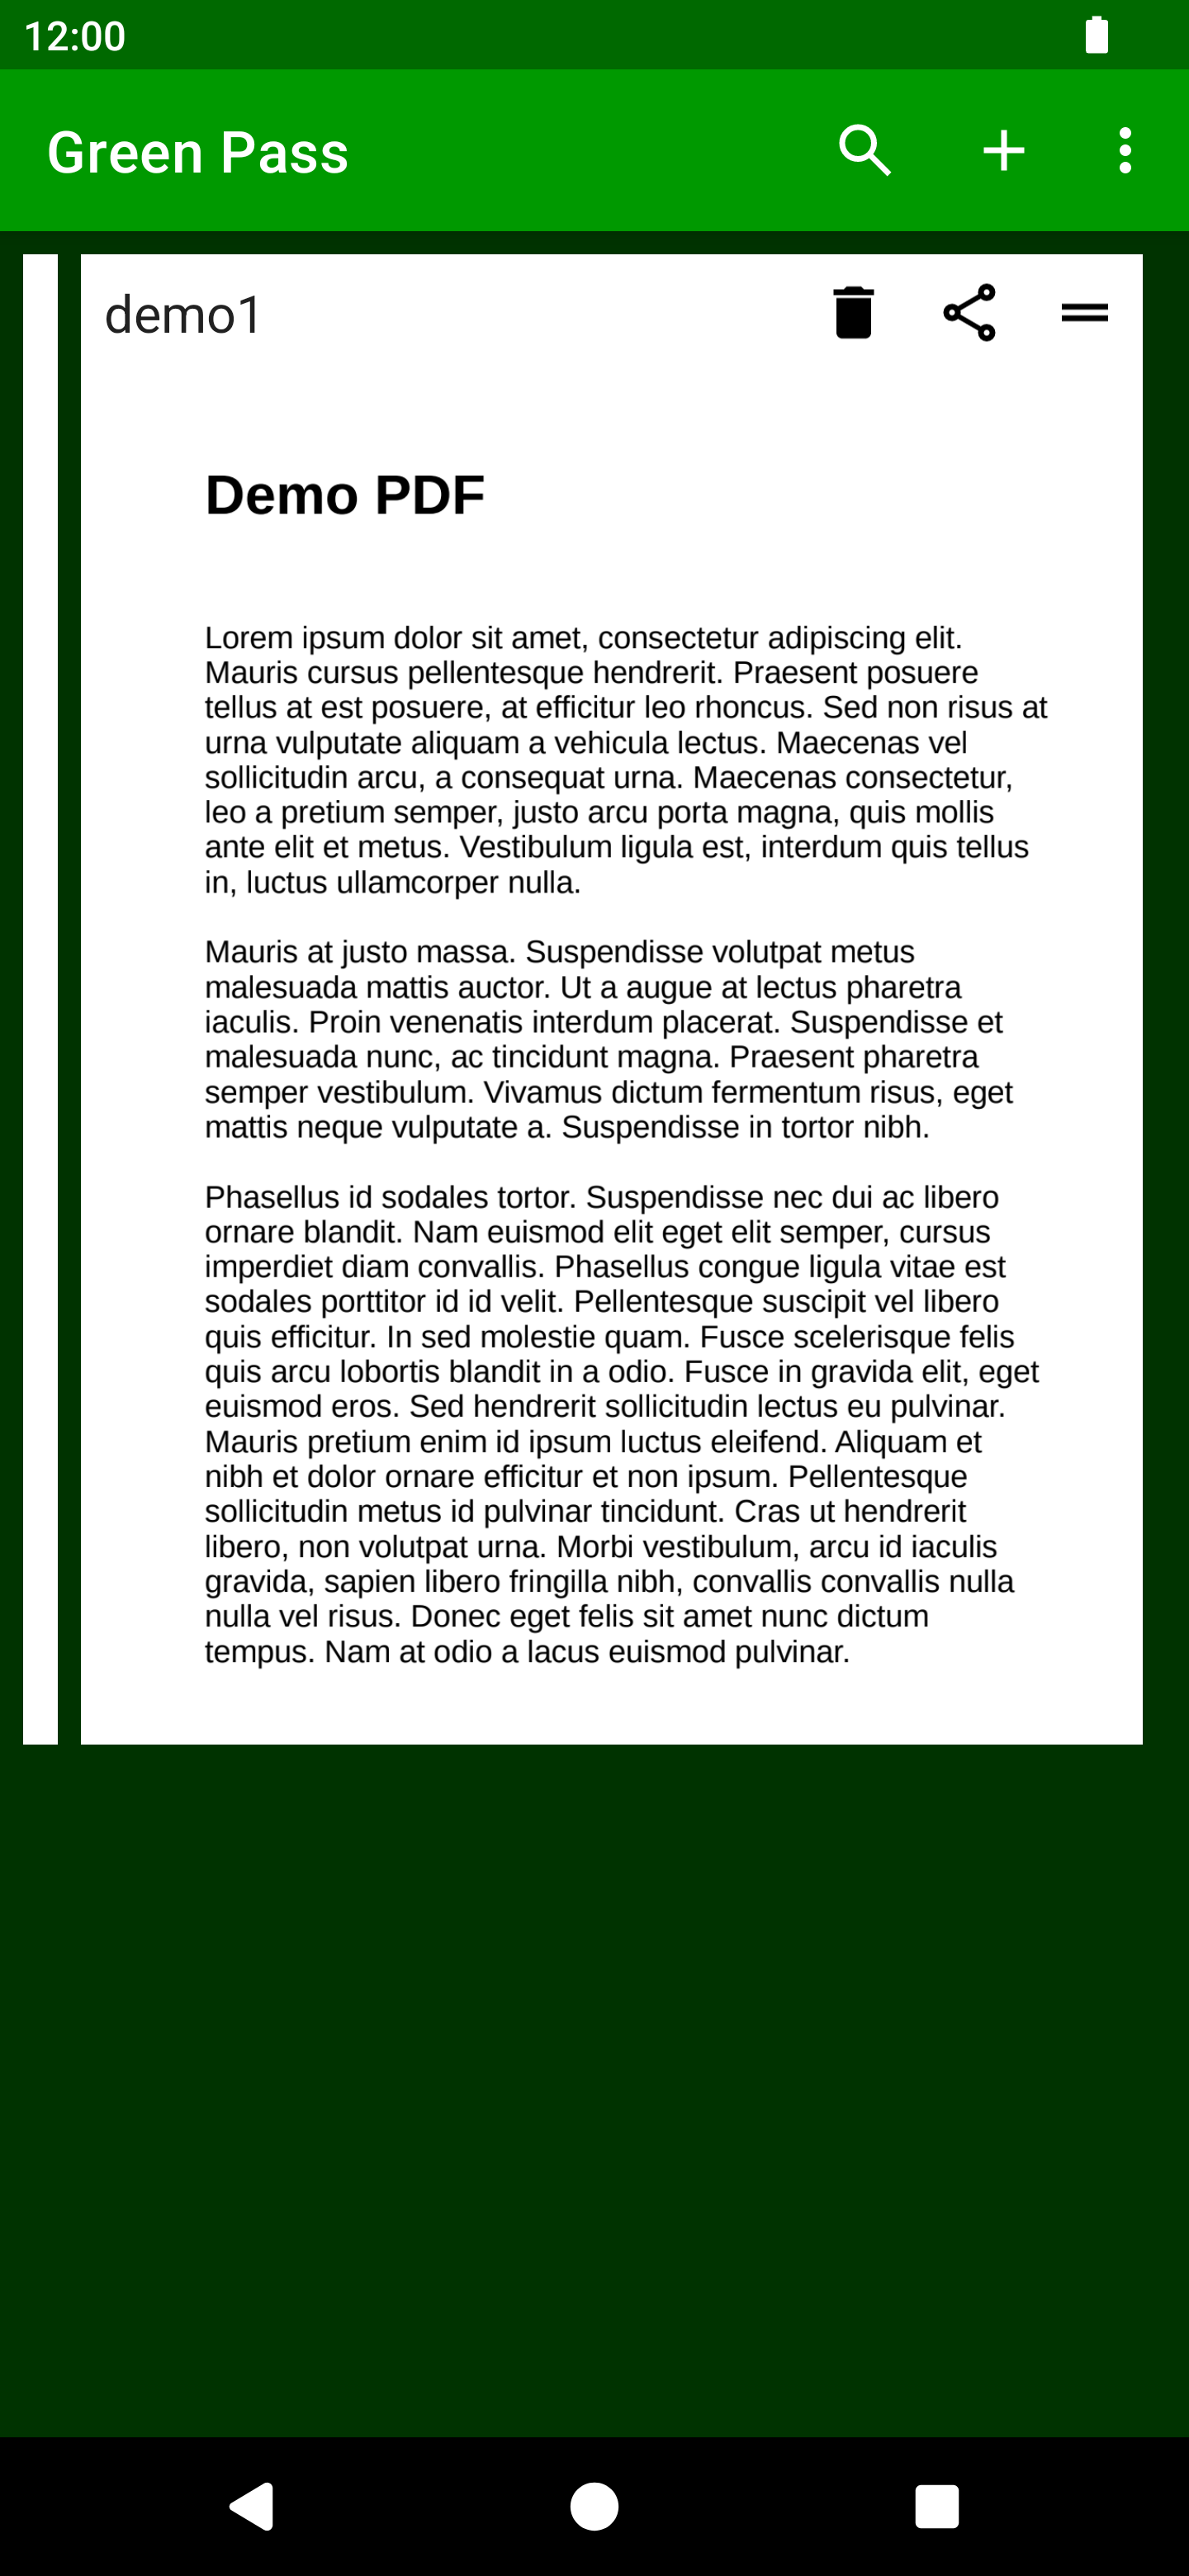 12:00
Green Pass
demo1
Demo PDF
Lorem ipsum dolor sit amet, consectetur adipiscing elit.
Mauris cursus pellentesque hendrerit. Praesent posuere
tellus at est posuere, at efficitur leo rhoncus. Sed non risus at
urna vulputate aliquam a vehicula lectus. Maecenas vel
sollicitudin arcu, a consequat urna. Maecenas consectetur,
leo a pretium semper, justo arcu porta magna, quis mollis
ante elit et metus. Vestibulum ligula est, interdum quis tellus
in, luctus ullamcorper nulla.
Mauris at justo massa. Suspendisse volutpat metus
malesuada mattis auctor. Ut a augue at lectus pharetra
iaculis. Proin venenatis interdum placerat. Suspendisse et
malesuada nunc, ac tincidunt magna. Praesent pharetra
semper vestibulum. Vivamus dictum fermentum risus, eget
mattis neque vulputate a. Suspendisse in tortor nibh.
Phasellus id sodales tortor. Suspendisse nec dui ac libero
ornare blandit. Nam euismod elit eget elit semper, cursus
imperdiet diam convallis. Phasellus congue ligula vitae est
sodales porttitor id id velit. Pellentesque suscipit vel libero
quis efficitur. In sed molestie quam. Fusce scelerisque felis
quis arcu lobortis blandit in a odio. Fusce in gravida elit, eget
euismod eros. Sed hendrerit sollicitudin lectus eu pulvinar.
Mauris pretium enim id ipsum luctus eleifend. Aliquam et
nibh et dolor ornare efficitur et non ipsum. Pellentesque
sollicitudin metus id pulvinar tincidunt. Cras ut hendrerit
libero, non volutpat urna. Morbi vestibulum, arcu id iaculis
gravida, sapien libero fringilla nibh, convallis convallis nulla
nulla vel risus. Donec eget felis sit amet nunc dictum
tempus. Nam at odio a lacus euismod pulvinar.